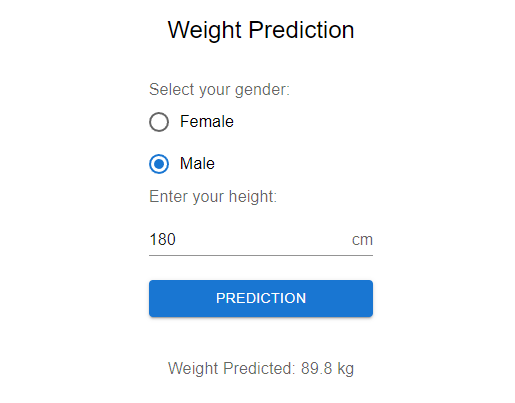 Weight Prediction
Select your gender:
Female
Male
Enter your height:
180 cm
PREDICTION
Weight Predicted: 89.8 kg